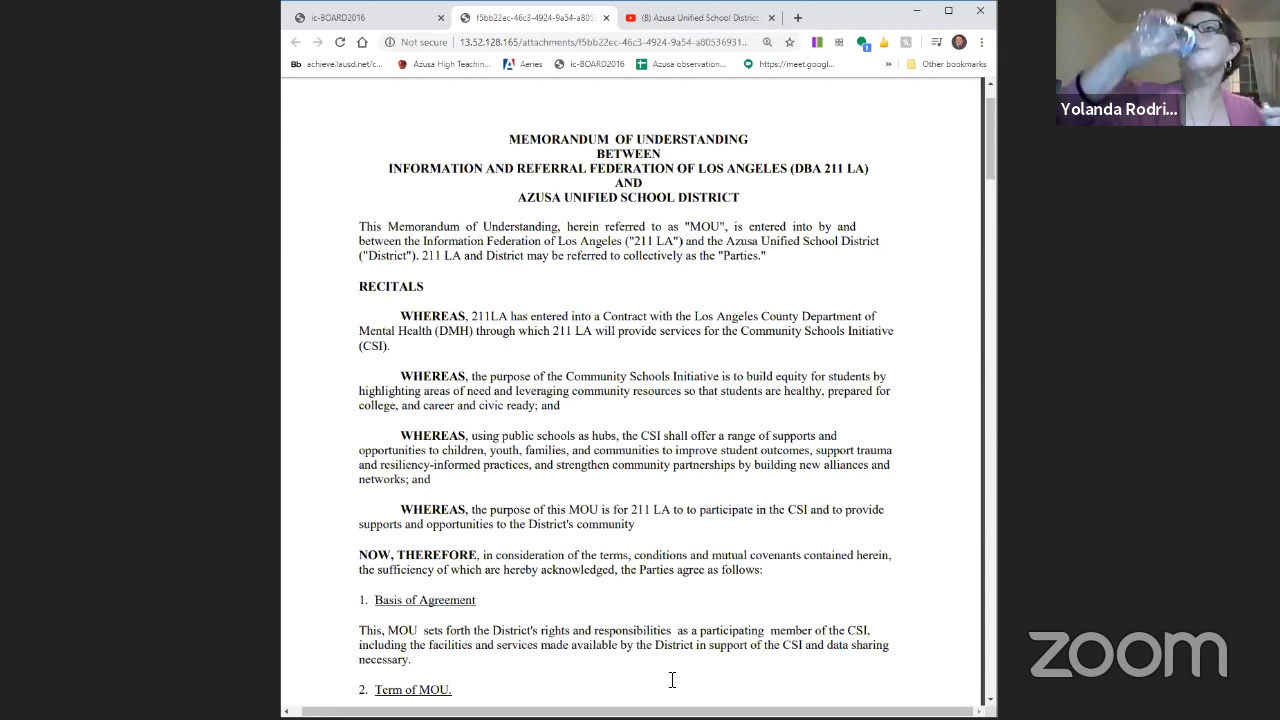 ic-BOARD2016
f5bb22ec-46c3-4924-9a54-a805
(8) Azusa Unified School District
Not secure
13.52.128.165/attachments/f5bb22ec-46c3-4924-9a54-a80536931...
Bb achieve.lausd.net/c...
Azusa High Teachin...
Aeries
ic-BOARD2016
Azusa observation...
https://meet.googl...
Other bookmarks
Yolanda Rodri...
MEMORANDUM OF UNDERSTANDING
BETWEEN
INFORMATION AND REFERRAL FEDERATION OF LOS ANGELES (DBA 211 LA)
AND
AZUSA UNIFIED SCHOOL DISTRICT
This Memorandum of Understanding, herein referred to as "MOU", is entered into by and
between the Information Federation of Los Angeles ("211 LA") and the Azusa Unified School District
("District"). 211 LA and District may be referred to collectively as the "Parties."
RECITALS
WHEREAS, 211LA has entered into a Contract with the Los Angeles County Department of
Mental Health (DMH) through which 211 LA will provide services for the Community Schools Initiative
(CSI).
WHEREAS, the purpose of the Community Schools Initiative is to build equity for students by
highlighting areas of need and leveraging community resources so that students are healthy, prepared for
college, and career and civic ready; and
WHEREAS, using public schools as hubs, the CSI shall offer a range of supports and
opportunities to children, youth, families, and communities to improve student outcomes, support trauma
and resiliency-informed practices, and strengthen community partnerships by building new alliances and
networks; and
WHEREAS, the purpose of this MOU is for 211 LA to to participate in the CSI and to provide
supports and opportunities to the District's community
NOW, THEREFORE, in consideration of the terms, conditions and mutual covenants contained herein,
the sufficiency of which are hereby acknowledged, the Parties agree as follows:
1. Basis of Agreement
This, MOU sets forth the District's rights and responsibilities as a participating member of the CSI,
including the facilities and services made available by the District in support of the CSI and data sharing
necessary.
2. Term of MOU.
zoom